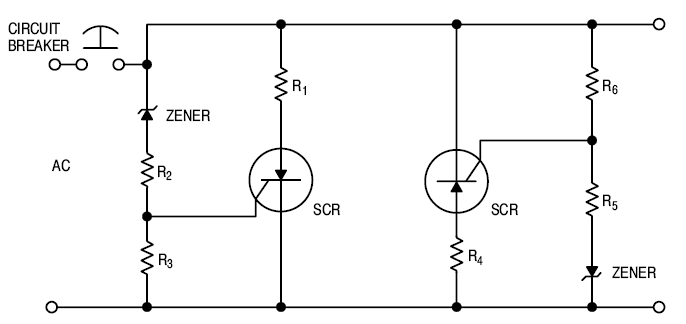 CIRCUIT
BREAKER
ZENER
AC
R2
R3
R1
SCR
SCR
R4
R6
R5
ZENER